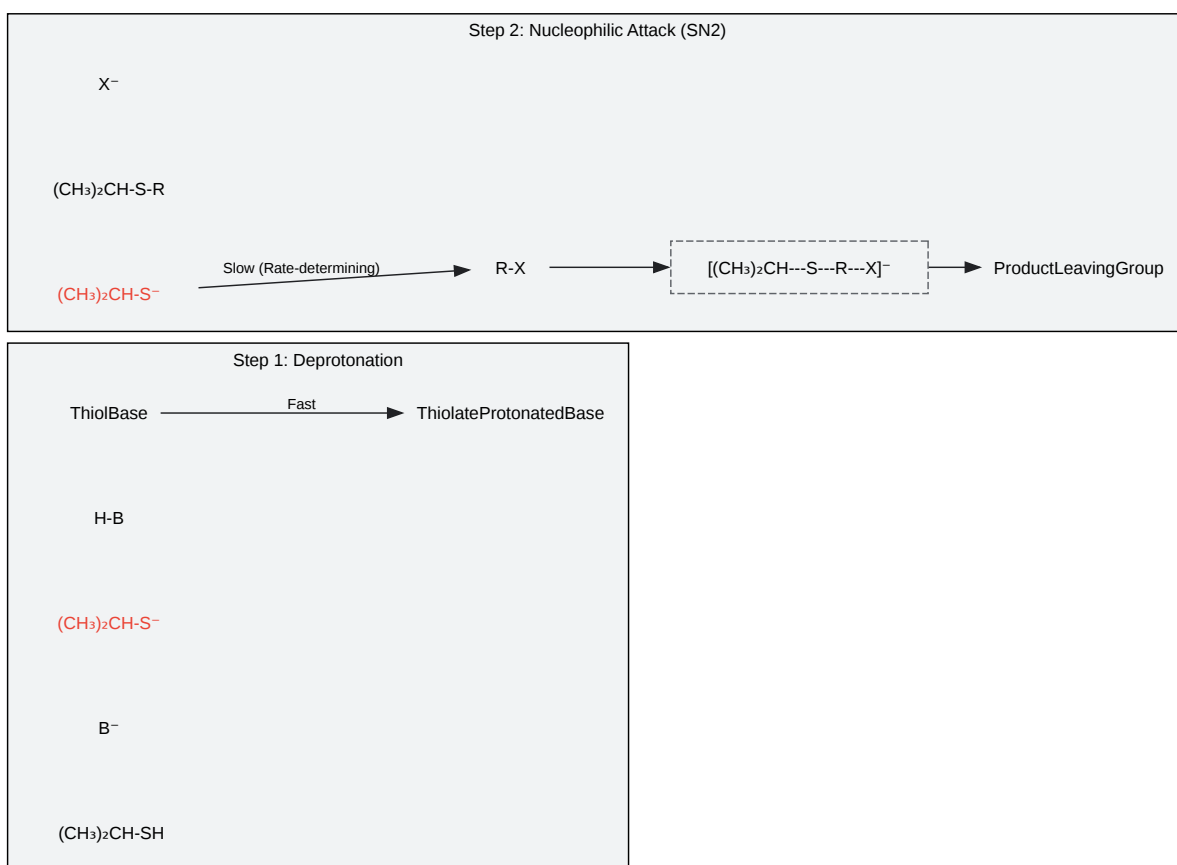 Step 2: Nucleophilic Attack (SN2)
X⁻
(CH₃)₂CH-S-R
(CH₃)₂CH-S⁻
Slow (Rate-determining)
R-X
[(CH₃)₂CH---S---R---X]⁻
ProductLeavingGroup
Step 1: Deprotonation
ThiolBase
Fast
ThiolateProtonatedBase
H-B
(CH₃)₂CH-S⁻
B⁻
(CH₃)₂CH-SH